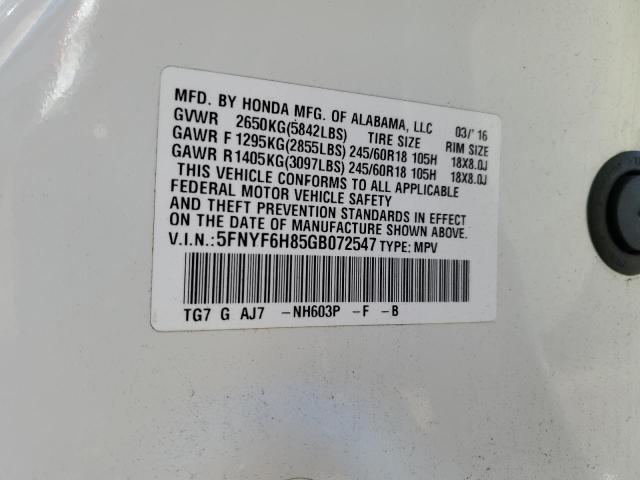 MFD. BY HONDA MFG. OF ALABAMA, LLC 03/'16
GVWR 2650KG(5842LBS) TIRE SIZE RIM SIZE
GAWR F 1295KG(2855LBS) 245/60R18 105H 18X8.0J
GAWR R 1405KG(3097LBS) 245/60R18 105H 18X8.0J
THIS VEHICLE CONFORMS TO ALL APPLICABLE
FEDERAL MOTOR VEHICLE SAFETY
AND THEFT PREVENTION STANDARDS IN EFFECT
ON THE DATE OF MANUFACTURE SHOWN ABOVE.
V.I.N.: 5FNYF6H85GB072547 TYPE: MPV
TG7 G AJ7 -NH603P -F -B